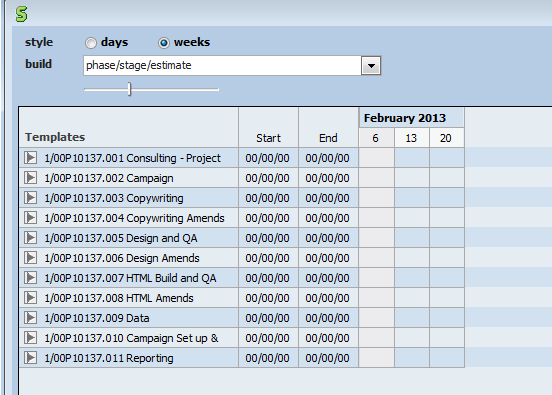 S
style days weeks
build phase/stage/estimate
February 2013
Templates Start End 6 13 20
1/00P10137.001 Consulting - Project 00/00/00 00/00/00
1/00P10137.002 Campaign 00/00/00 00/00/00
1/00P10137.003 Copywriting 00/00/00 00/00/00
1/00P10137.004 Copywriting Amends 00/00/00 00/00/00
1/00P10137.005 Design and QA 00/00/00 00/00/00
1/00P10137.006 Design Amends 00/00/00 00/00/00
1/00P10137.007 HTML Build and QA 00/00/00 00/00/00
1/00P10137.008 HTML Amends 00/00/00 00/00/00
1/00P10137.009 Data 00/00/00 00/00/00
1/00P10137.010 Campaign Set up & 00/00/00 00/00/00
1/00P10137.011 Reporting 00/00/00 00/00/00